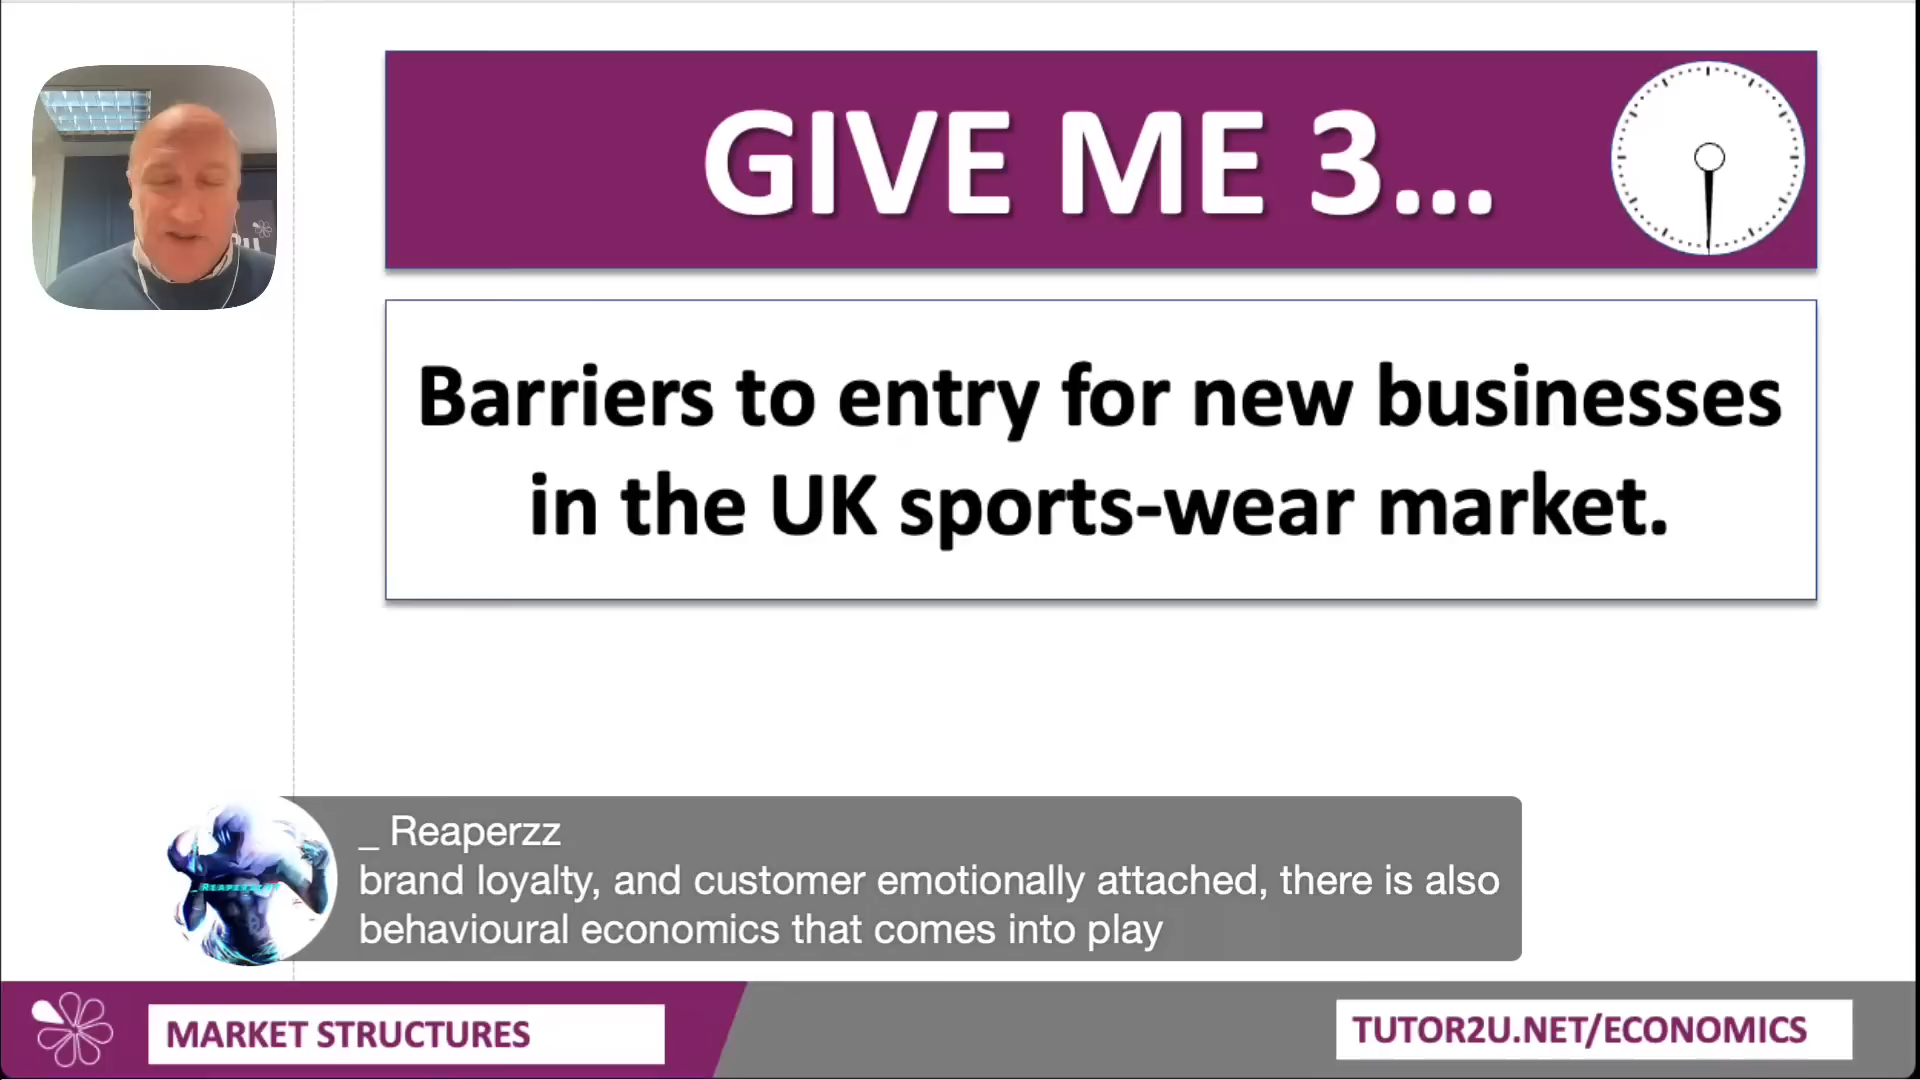 GIVE ME 3...
Barriers to entry for new businesses
in the UK sports-wear market.
_ Reaperzz
brand loyalty, and customer emotionally attached, there is also
behavioural economics that comes into play
MARKET STRUCTURES
TUTOR2U.NET/ECONOMICS